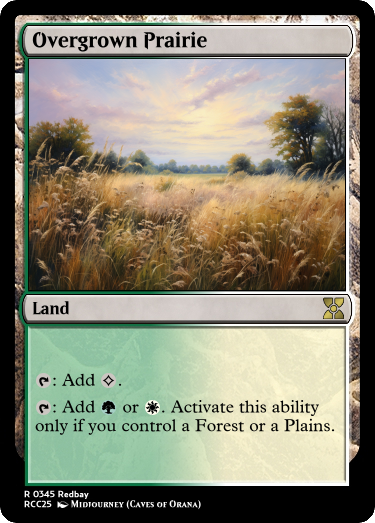 Overgrown Prairie
Land
: Add .
: Add or . Activate this ability
only if you control a Forest or a Plains.
R 0345 Redbay
RCC25 Midjourney (Caves of Orana)